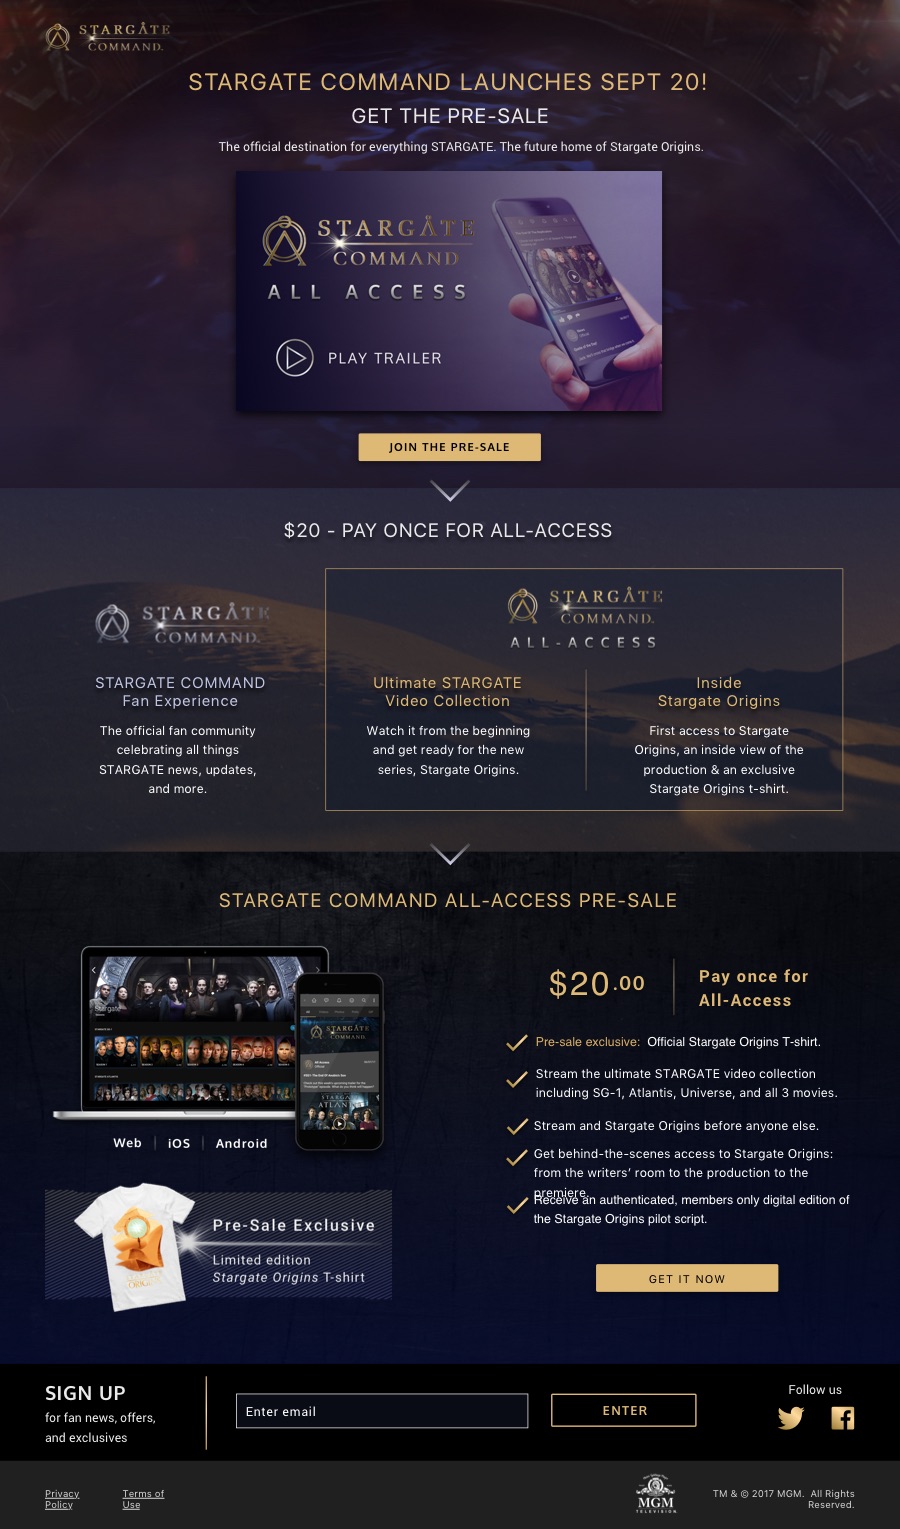 STARGATE
COMMAND.
STARGATE COMMAND LAUNCHES SEPT 20!
GET THE PRE-SALE
The official destination for everything STARGATE. The future home of Stargate Origins.
STARGATE
COMMAND
ALL ACCESS
PLAY TRAILER
JOIN THE PRE-SALE
$20 - PAY ONCE FOR ALL-ACCESS
STARGATE
COMMAND.
STARGATE COMMAND
Fan Experience
The official fan community
celebrating all things
STARGATE news, updates,
and more.
STARGATE
COMMAND.
ALL-ACCESS
Ultimate STARGATE
Video Collection
Watch it from the beginning
and get ready for the new
series, Stargate Origins.
Inside
Stargate Origins
First access to Stargate
Origins, an inside view of the
production & an exclusive
Stargate Origins t-shirt.
STARGATE COMMAND ALL-ACCESS PRE-SALE
Stargate
STARGATE
COMMAND.
STARGATE
ATLANTIS
Web | iOS | Android
Pre-Sale Exclusive
Limited edition
Stargate Origins T-shirt
$20.00
Pay once for
All-Access
Pre-sale exclusive: Official Stargate Origins T-shirt.
Stream the ultimate STARGATE video collection
including SG-1, Atlantis, Universe, and all 3 movies.
Stream and Stargate Origins before anyone else.
Get behind-the-scenes access to Stargate Origins:
from the writers’ room to the production to the
premiere.
Receive an authenticated, members only digital edition of
the Stargate Origins pilot script.
GET IT NOW
SIGN UP
for fan news, offers,
and exclusives
Enter email
ENTER
Follow us
Privacy
Policy
Terms of
Use
MGM
TELEVISION
TM & © 2017 MGM. All Rights
Reserved.